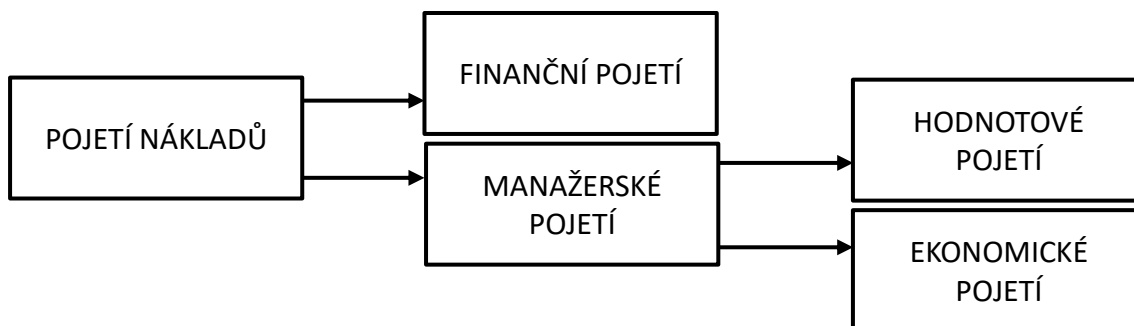 POJETÍ NÁKLADŮ
FINANČNÍ POJETÍ
MANAŽERSKÉ
POJETÍ
HODNOTOVÉ
POJETÍ
EKONOMICKÉ
POJETÍ